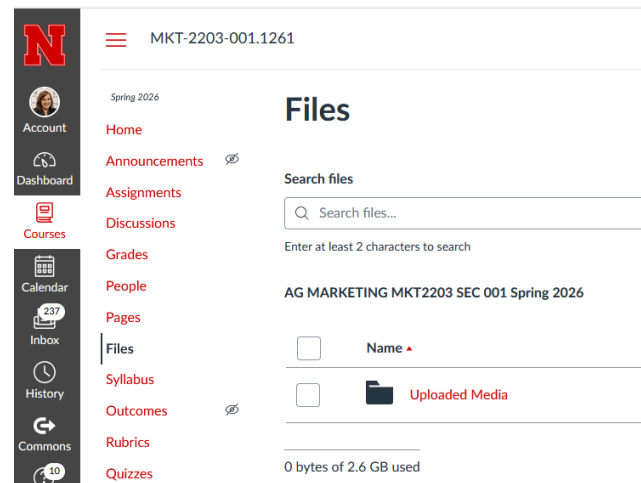 N
MKT-2203-001.1261
Account
Dashboard
Courses
Calendar
237
Inbox
History
Commons
10
Spring 2026
Home
Announcements
Assignments
Discussions
Grades
People
Pages
Files
Syllabus
Outcomes
Rubrics
Quizzes
Files
Search files
Search files...
Enter at least 2 characters to search
AG MARKETING MKT2203 SEC 001 Spring 2026
Name
Uploaded Media
0 bytes of 2.6 GB used